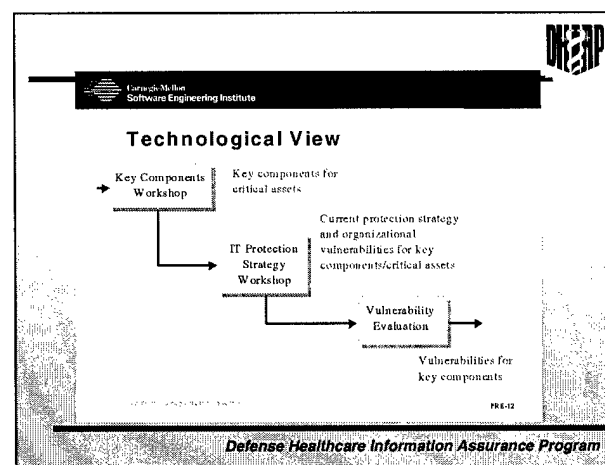 DHIAP
Carnegie Mellon
Software Engineering Institute
Technological View
Key Components
Workshop
Key components for
critical assets
IT Protection
Strategy
Workshop
Current protection strategy
and organizational
vulnerabilities for key
components/critical assets
Vulnerability
Evaluation
Vulnerabilities for
key components
PRE-12
Defense Healthcare Information Assurance Program